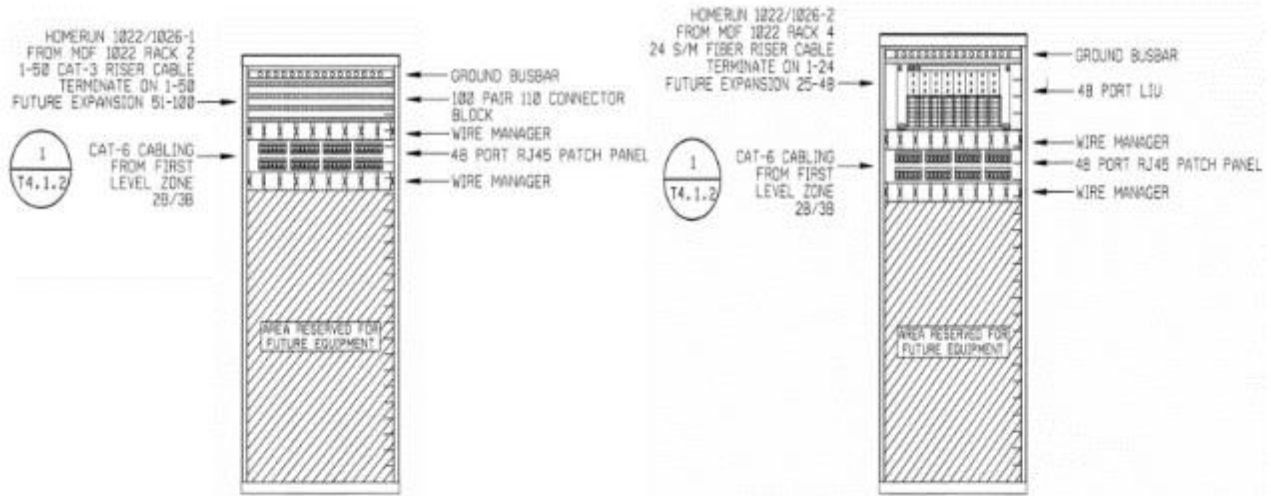 HOMERUN 1022/1026-1
FROM MDF 1022 RACK 2
1-50 CAT-3 RISER CABLE
TERMINATE ON 1-50
FUTURE EXPANSION 51-100
1
T4.1.2
CAT-6 CABLING
FROM FIRST
LEVEL ZONE
2B/3B
GROUND BUSBAR
100 PAIR 110 CONNECTOR
BLOCK
WIRE MANAGER
48 PORT RJ45 PATCH PANEL
WIRE MANAGER
AREA RESERVED FOR
FUTURE EQUIPMENT
HOMERUN 1022/1026-2
FROM MDF 1022 RACK 4
24 S/M FIBER RISER CABLE
TERMINATE ON 1-24
FUTURE EXPANSION 25-48
1
T4.1.2
CAT-6 CABLING
FROM FIRST
LEVEL ZONE
2B/3B
GROUND BUSBAR
48 PORT LIU
WIRE MANAGER
48 PORT RJ45 PATCH PANEL
WIRE MANAGER
AREA RESERVED FOR
FUTURE EQUIPMENT